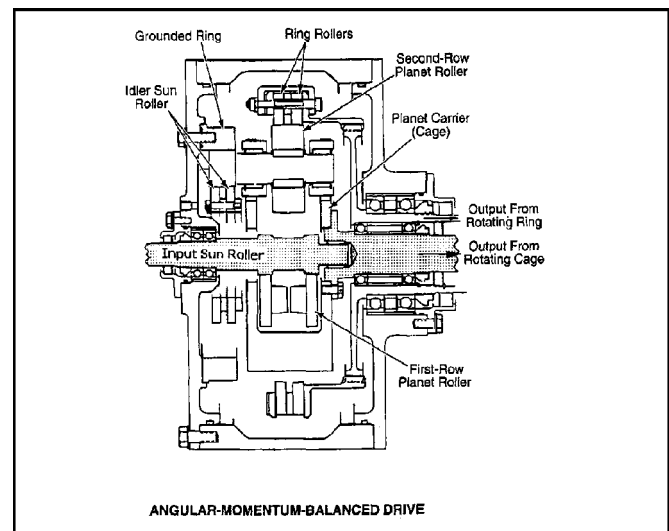 Grounded Ring
Ring Rollers
Second-Row
Planet Roller
Idler Sun
Roller
Planet Carrier
(Cage)
Output From
Rotating Ring
Input Sun Roller
Output From
Rotating Cage
First-Row
Planet Roller
ANGULAR-MOMENTUM-BALANCED DRIVE